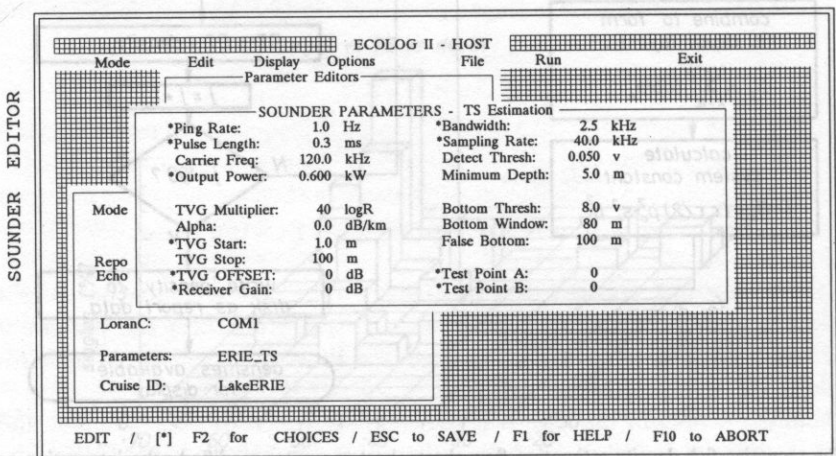 SOUNDER EDITOR
ECOLOG II - HOST
Mode Edit Display Options File Run Exit
Parameter Editors
SOUNDER PARAMETERS - TS Estimation
*Ping Rate: 1.0 Hz *Bandwidth: 2.5 kHz
*Pulse Length: 0.3 ms *Sampling Rate: 40.0 kHz
Carrier Freq: 120.0 kHz Detect Thresh: 0.050 v
*Output Power: 0.600 kW Minimum Depth: 5.0 m
Mode TVG Multiplier: 40 logR Bottom Thresh: 8.0 v
Alpha: 0.0 dB/km Bottom Window: 80 m
*TVG Start: 1.0 m False Bottom: 100 m
Repo TVG Stop: 100 m
Echo *TVG OFFSET: 0 dB *Test Point A: 0
*Receiver Gain: 0 dB *Test Point B: 0
LoranC: COM1
Parameters: ERIE_TS
Cruise ID: LakeERIE
EDIT / [*] F2 for CHOICES / ESC to SAVE / F1 for HELP / F10 to ABORT